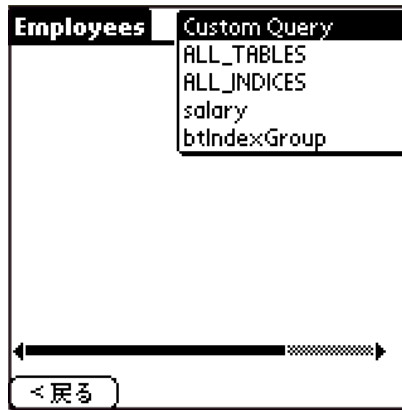 Employees
Custom Query
ALL_TABLES
ALL_INDICES
salary
btIndexGroup
<戻る